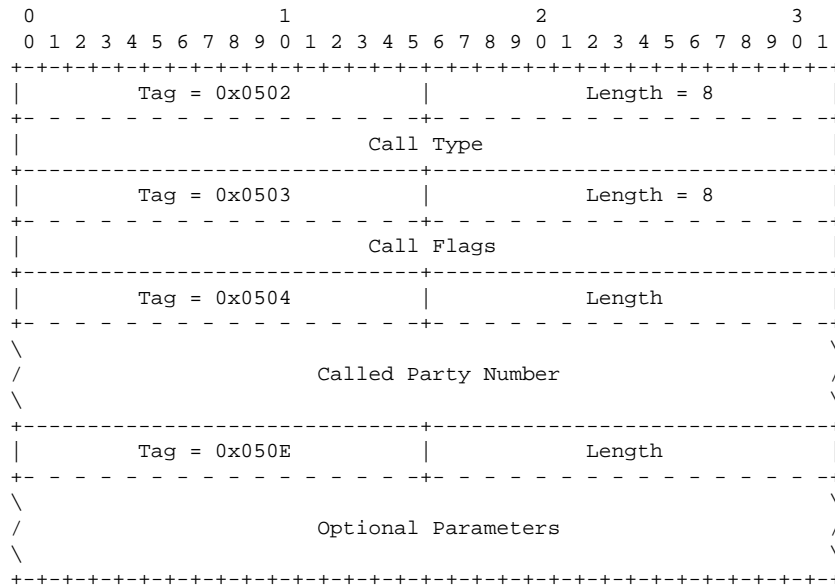 0                   1                   2                   3
 0 1 2 3 4 5 6 7 8 9 0 1 2 3 4 5 6 7 8 9 0 1 2 3 4 5 6 7 8 9 0 1
+-+-+-+-+-+-+-+-+-+-+-+-+-+-+-+-+-+-+-+-+-+-+-+-+-+-+-+-+-+-+-+-
|         Tag = 0x0502          |            Length = 8         |
+- - - - - - - - - - - - - - - -+- - - - - - - - - - - - - - - -
|                           Call Type                           |
+-------------------------------+-------------------------------
|         Tag = 0x0503          |            Length = 8         |
+- - - - - - - - - - - - - - - -+- - - - - - - - - - - - - - - -
|                          Call Flags                           |
+-------------------------------+-------------------------------
|         Tag = 0x0504          |            Length             |
+- - - - - - - - - - - - - - - -+- - - - - - - - - - - - - - - -
\                                                               \
/                       Called Party Number                     /
\                                                               \
+-------------------------------+-------------------------------
|         Tag = 0x050E          |            Length             |
+- - - - - - - - - - - - - - - -+- - - - - - - - - - - - - - - -
\                                                               \
/                       Optional Parameters                     /
\                                                               \
+-+-+-+-+-+-+-+-+-+-+-+-+-+-+-+-+-+-+-+-+-+-+-+-+-+-+-+-+-+-+-+-